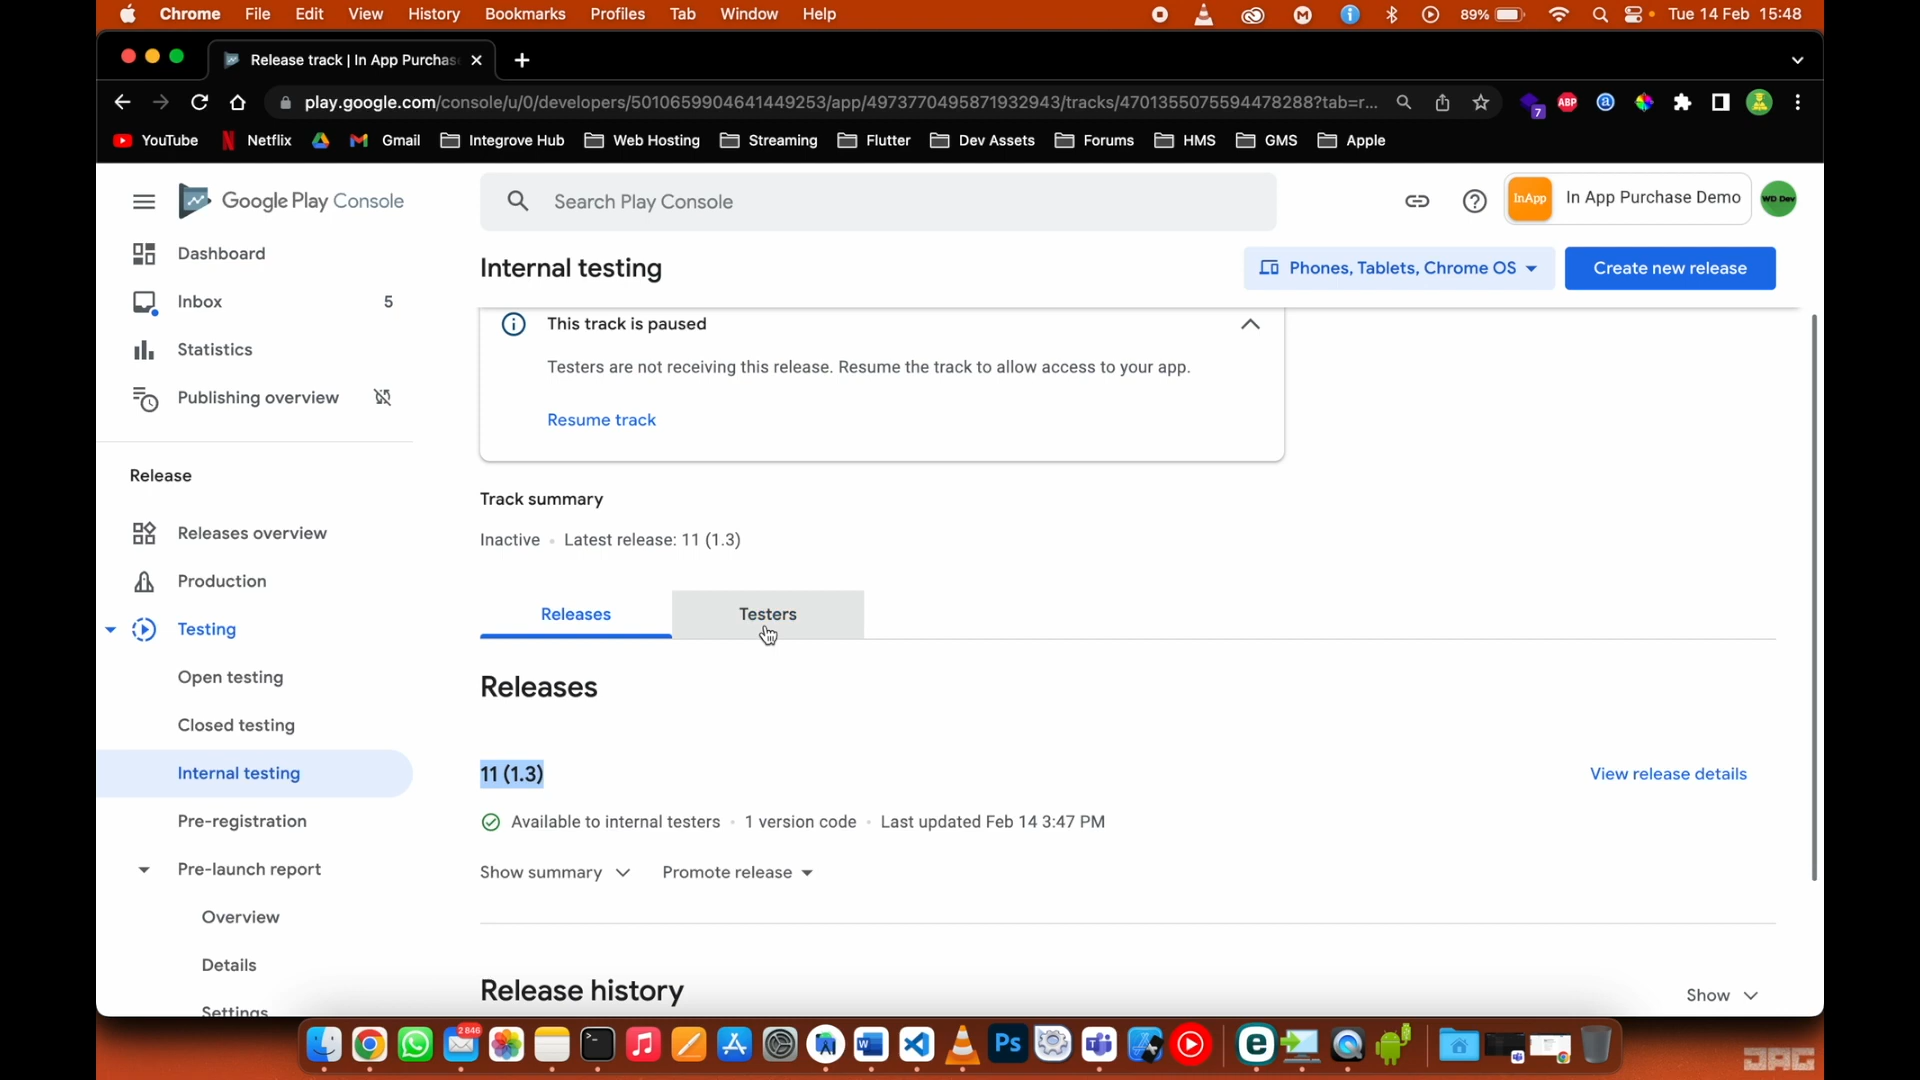 Chrome File Edit View History Bookmarks Profiles Tab Window Help 89% Tue 14 Feb 15:48
Release track | In App Purchas
play.google.com/console/u/0/developers/5010659904641449253/app/4973770495871932943/tracks/4701355075594478288?tab=r... 7 ABP a
YouTube Netflix Gmail Integrove Hub Web Hosting Streaming Flutter Dev Assets Forums HMS GMS Apple
Google Play Console
Search Play Console
InApp In App Purchase Demo WD Dev
Dashboard
Inbox 5
Statistics
Publishing overview
Release
Releases overview
Production
Testing
Open testing
Closed testing
Internal testing
Pre-registration
Pre-launch report
Overview
Details
Settings
Internal testing
Phones, Tablets, Chrome OS
Create new release
This track is paused
Testers are not receiving this release. Resume the track to allow access to your app.
Resume track
Track summary
Inactive • Latest release: 11 (1.3)
Releases Testers
Releases
11 (1.3)
View release details
Available to internal testers · 1 version code · Last updated Feb 14 3:47 PM
Show summary Promote release
Release history
Show
2 846
W
Ps
e
JAG